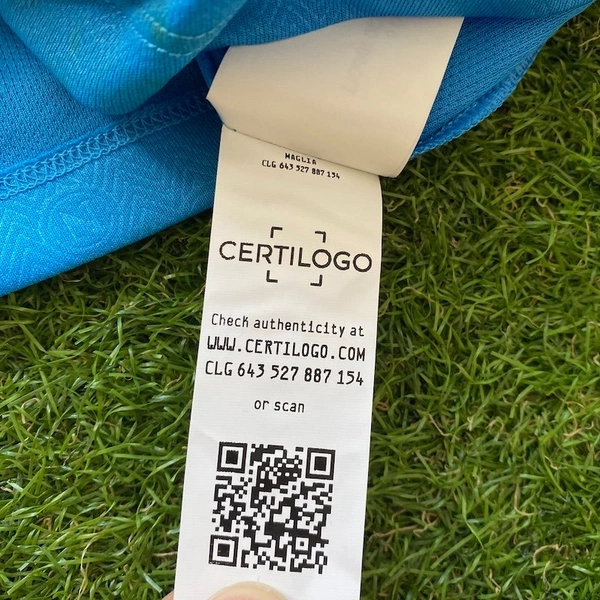 MAGLIA
CLG 643 527 887 154
CERTILOGO
Check authenticity at
WWW.CERTILOGO.COM
CLG 643 527 887 154
or scan